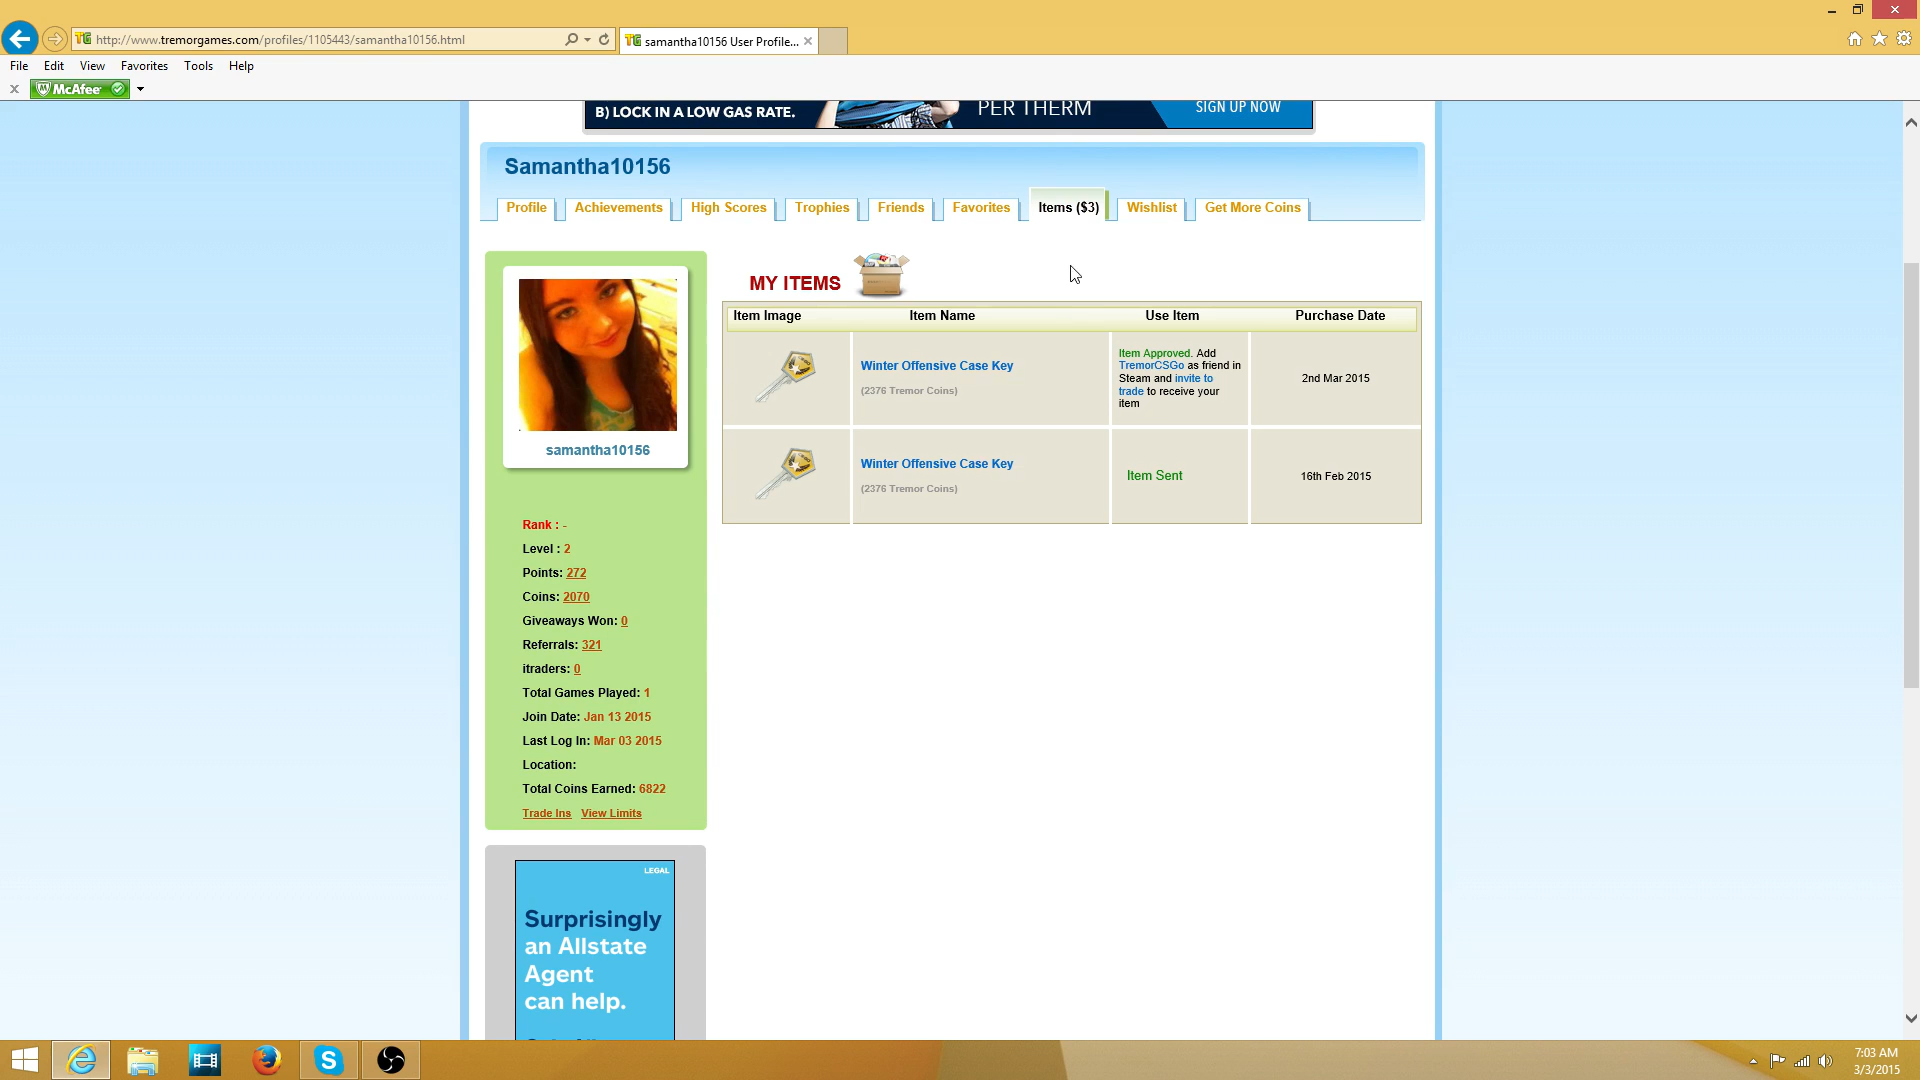 http://www.tremorgames.com/profiles/1105443/samantha10156.html
TG samantha10156 User Profile...
File Edit View Favorites Tools Help
McAfee
B) LOCK IN A LOW GAS RATE.
PER THERM
SIGN UP NOW
Samantha10156
Profile Achievements High Scores Trophies Friends Favorites Items ($3) Wishlist Get More Coins
samantha10156
Rank : -
Level : 2
Points: 272
Coins: 2070
Giveaways Won: 0
Referrals: 321
itraders: 0
Total Games Played: 1
Join Date: Jan 13 2015
Last Log In: Mar 03 2015
Location:
Total Coins Earned: 6822
Trade Ins View Limits
MY ITEMS
Item Image Item Name Use Item Purchase Date
Winter Offensive Case Key
(2376 Tremor Coins)
Item Approved. Add
TremorCSGo as friend in
Steam and invite to
trade to receive your
item
2nd Mar 2015
Winter Offensive Case Key
(2376 Tremor Coins)
Item Sent
16th Feb 2015
LEGAL
Surprisingly
an Allstate
Agent
can help.
7:03 AM
3/3/2015